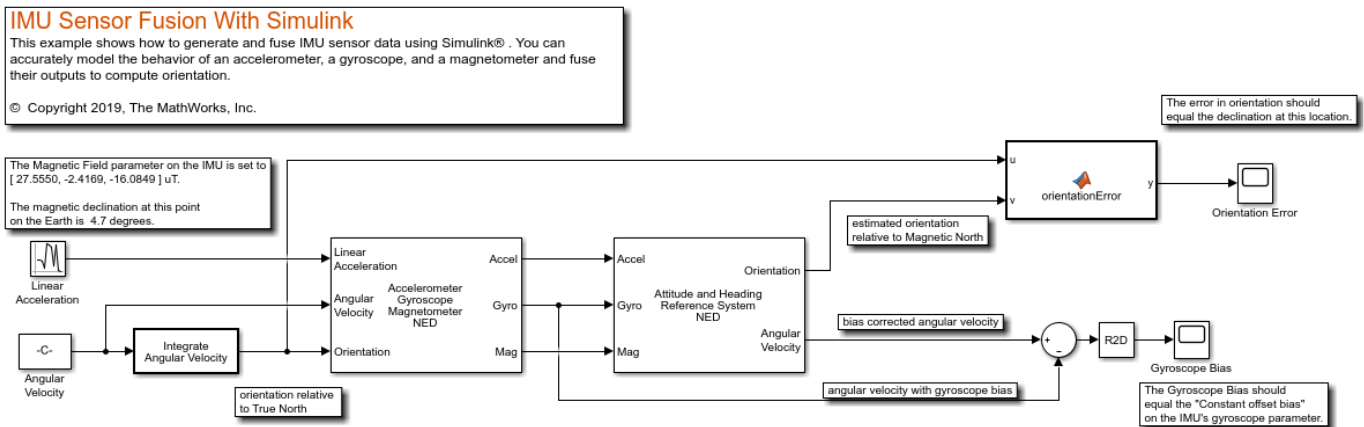 IMU Sensor Fusion With Simulink
This example shows how to generate and fuse IMU sensor data using Simulink® . You can
accurately model the behavior of an accelerometer, a gyroscope, and a magnetometer and fuse
their outputs to compute orientation.
© Copyright 2019, The MathWorks, Inc.
The error in orientation should
equal the declination at this location.
The Magnetic Field parameter on the IMU is set to
[ 27.5550, -2.4169, -16.0849 ] uT.
The magnetic declination at this point
on the Earth is 4.7 degrees.
u
v
orientationError
y
Orientation Error
estimated orientation
relative to Magnetic North
Linear
Acceleration
-C-
Angular
Velocity
Integrate
Angular Velocity
orientation relative
to True North
Linear
Acceleration
Angular
Velocity
Orientation
Accelerometer
Gyroscope
Magnetometer
NED
Accel
Gyro
Mag
Accel
Gyro
Mag
Attitude and Heading
Reference System
NED
Orientation
Angular
Velocity
bias corrected angular velocity
angular velocity with gyroscope bias
+
−
R2D
Gyroscope Bias
The Gyroscope Bias should
equal the "Constant offset bias"
on the IMU's gyroscope parameter.